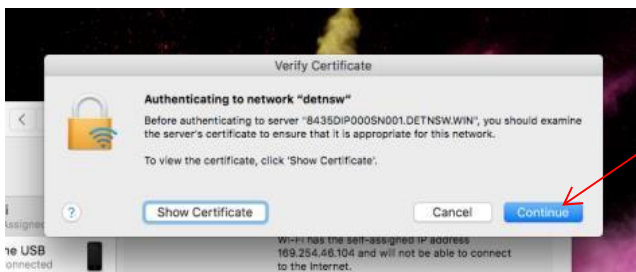 Verify Certificate
Authenticating to network "detnsw"
Before authenticating to server "8435DIP000SN001.DETNSW.WIN", you should examine
the server's certificate to ensure that it is appropriate for this network.
To view the certificate, click 'Show Certificate'.
?
Show Certificate
Cancel
Continue
i
Assigned
ne USB
onnected
Wi-Fi has the self-assigned IP address
169.254.46.104 and will not be able to connect
to the Internet.